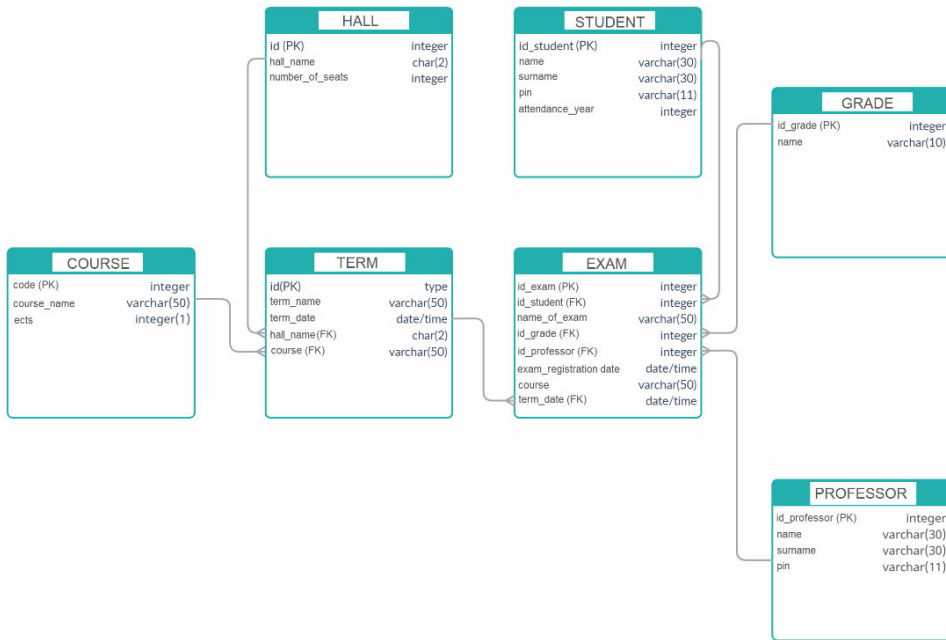 HALL
id (PK) integer
hall_name char(2)
number_of_seats integer
STUDENT
id_student (PK) integer
name varchar(30)
surname varchar(30)
pin varchar(11)
attendance_year integer
GRADE
id_grade (PK) integer
name varchar(10)
COURSE
code (PK) integer
course_name varchar(50)
ects integer(1)
TERM
id(PK) type
term_name varchar(50)
term_date date/time
hall_name(FK) char(2)
course (FK) varchar(50)
EXAM
id_exam (PK) integer
id_student (FK) integer
name_of_exam varchar(50)
id_grade (FK) integer
id_professor (FK) integer
exam_registration date date/time
course varchar(50)
term_date (FK) date/time
PROFESSOR
id_professor (PK) integer
name varchar(30)
surname varchar(30)
pin varchar(11)